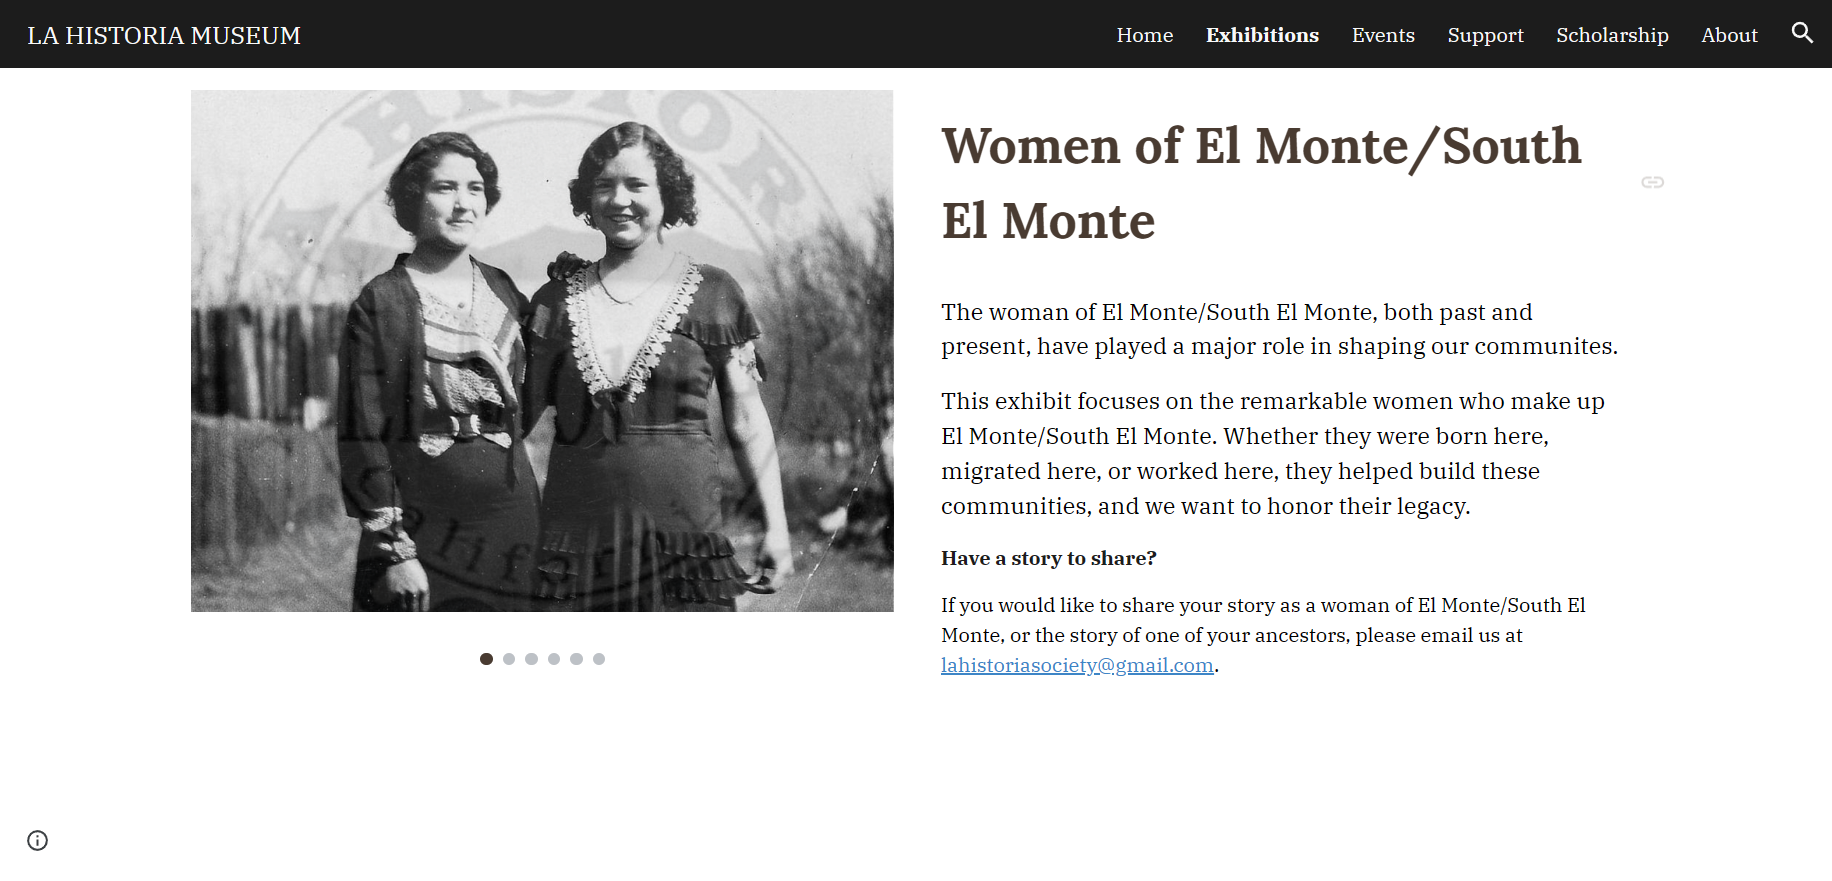 LA HISTORIA MUSEUM
Home Exhibitions Events Support Scholarship About
HISTOR
Women of El Monte/South
El Monte
The woman of El Monte/South El Monte, both past and
present, have played a major role in shaping our communites.
This exhibit focuses on the remarkable women who make up
El Monte/South El Monte. Whether they were born here,
migrated here, or worked here, they helped build these
communities, and we want to honor their legacy.
Have a story to share?
If you would like to share your story as a woman of El Monte/South El
Monte, or the story of one of your ancestors, please email us at
lahistoriasociety@gmail.com.